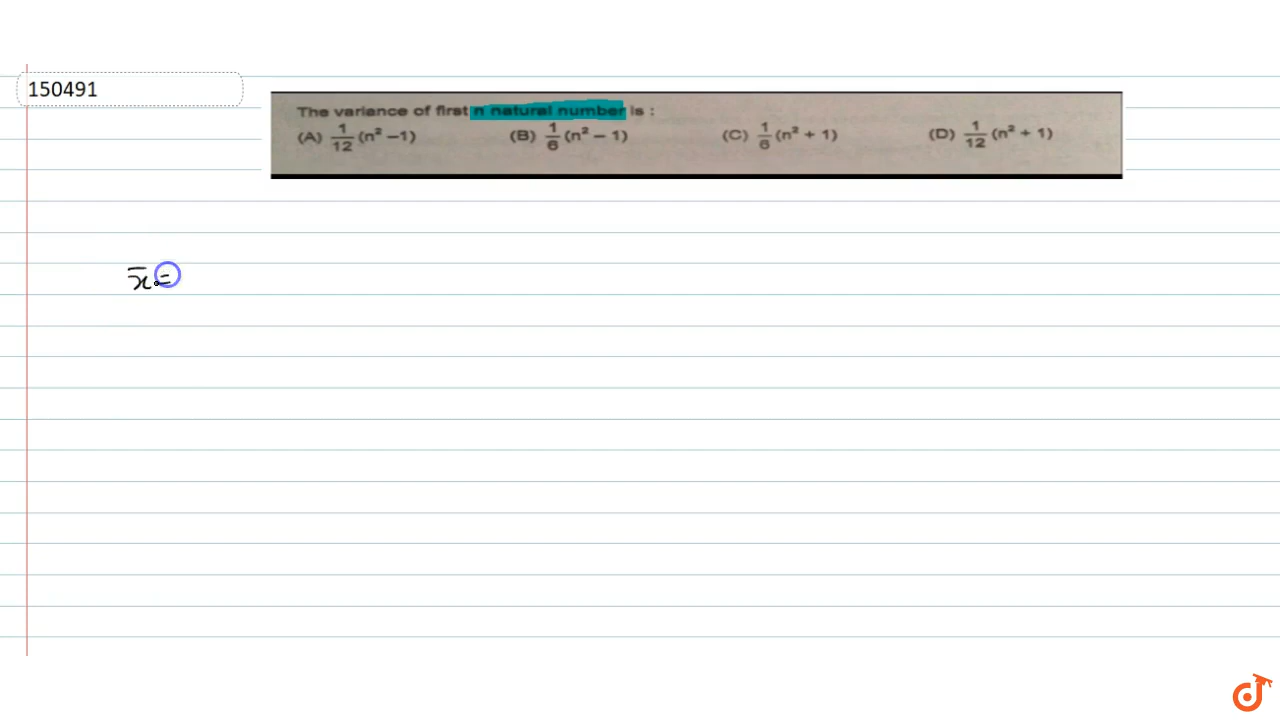 150491
The variance of first n natural number is :
(A) 1/12 (n² –1) (B) 1/6 (n² – 1) (C) 1/6 (n² + 1) (D) 1/12 (n² + 1)
x̄ =